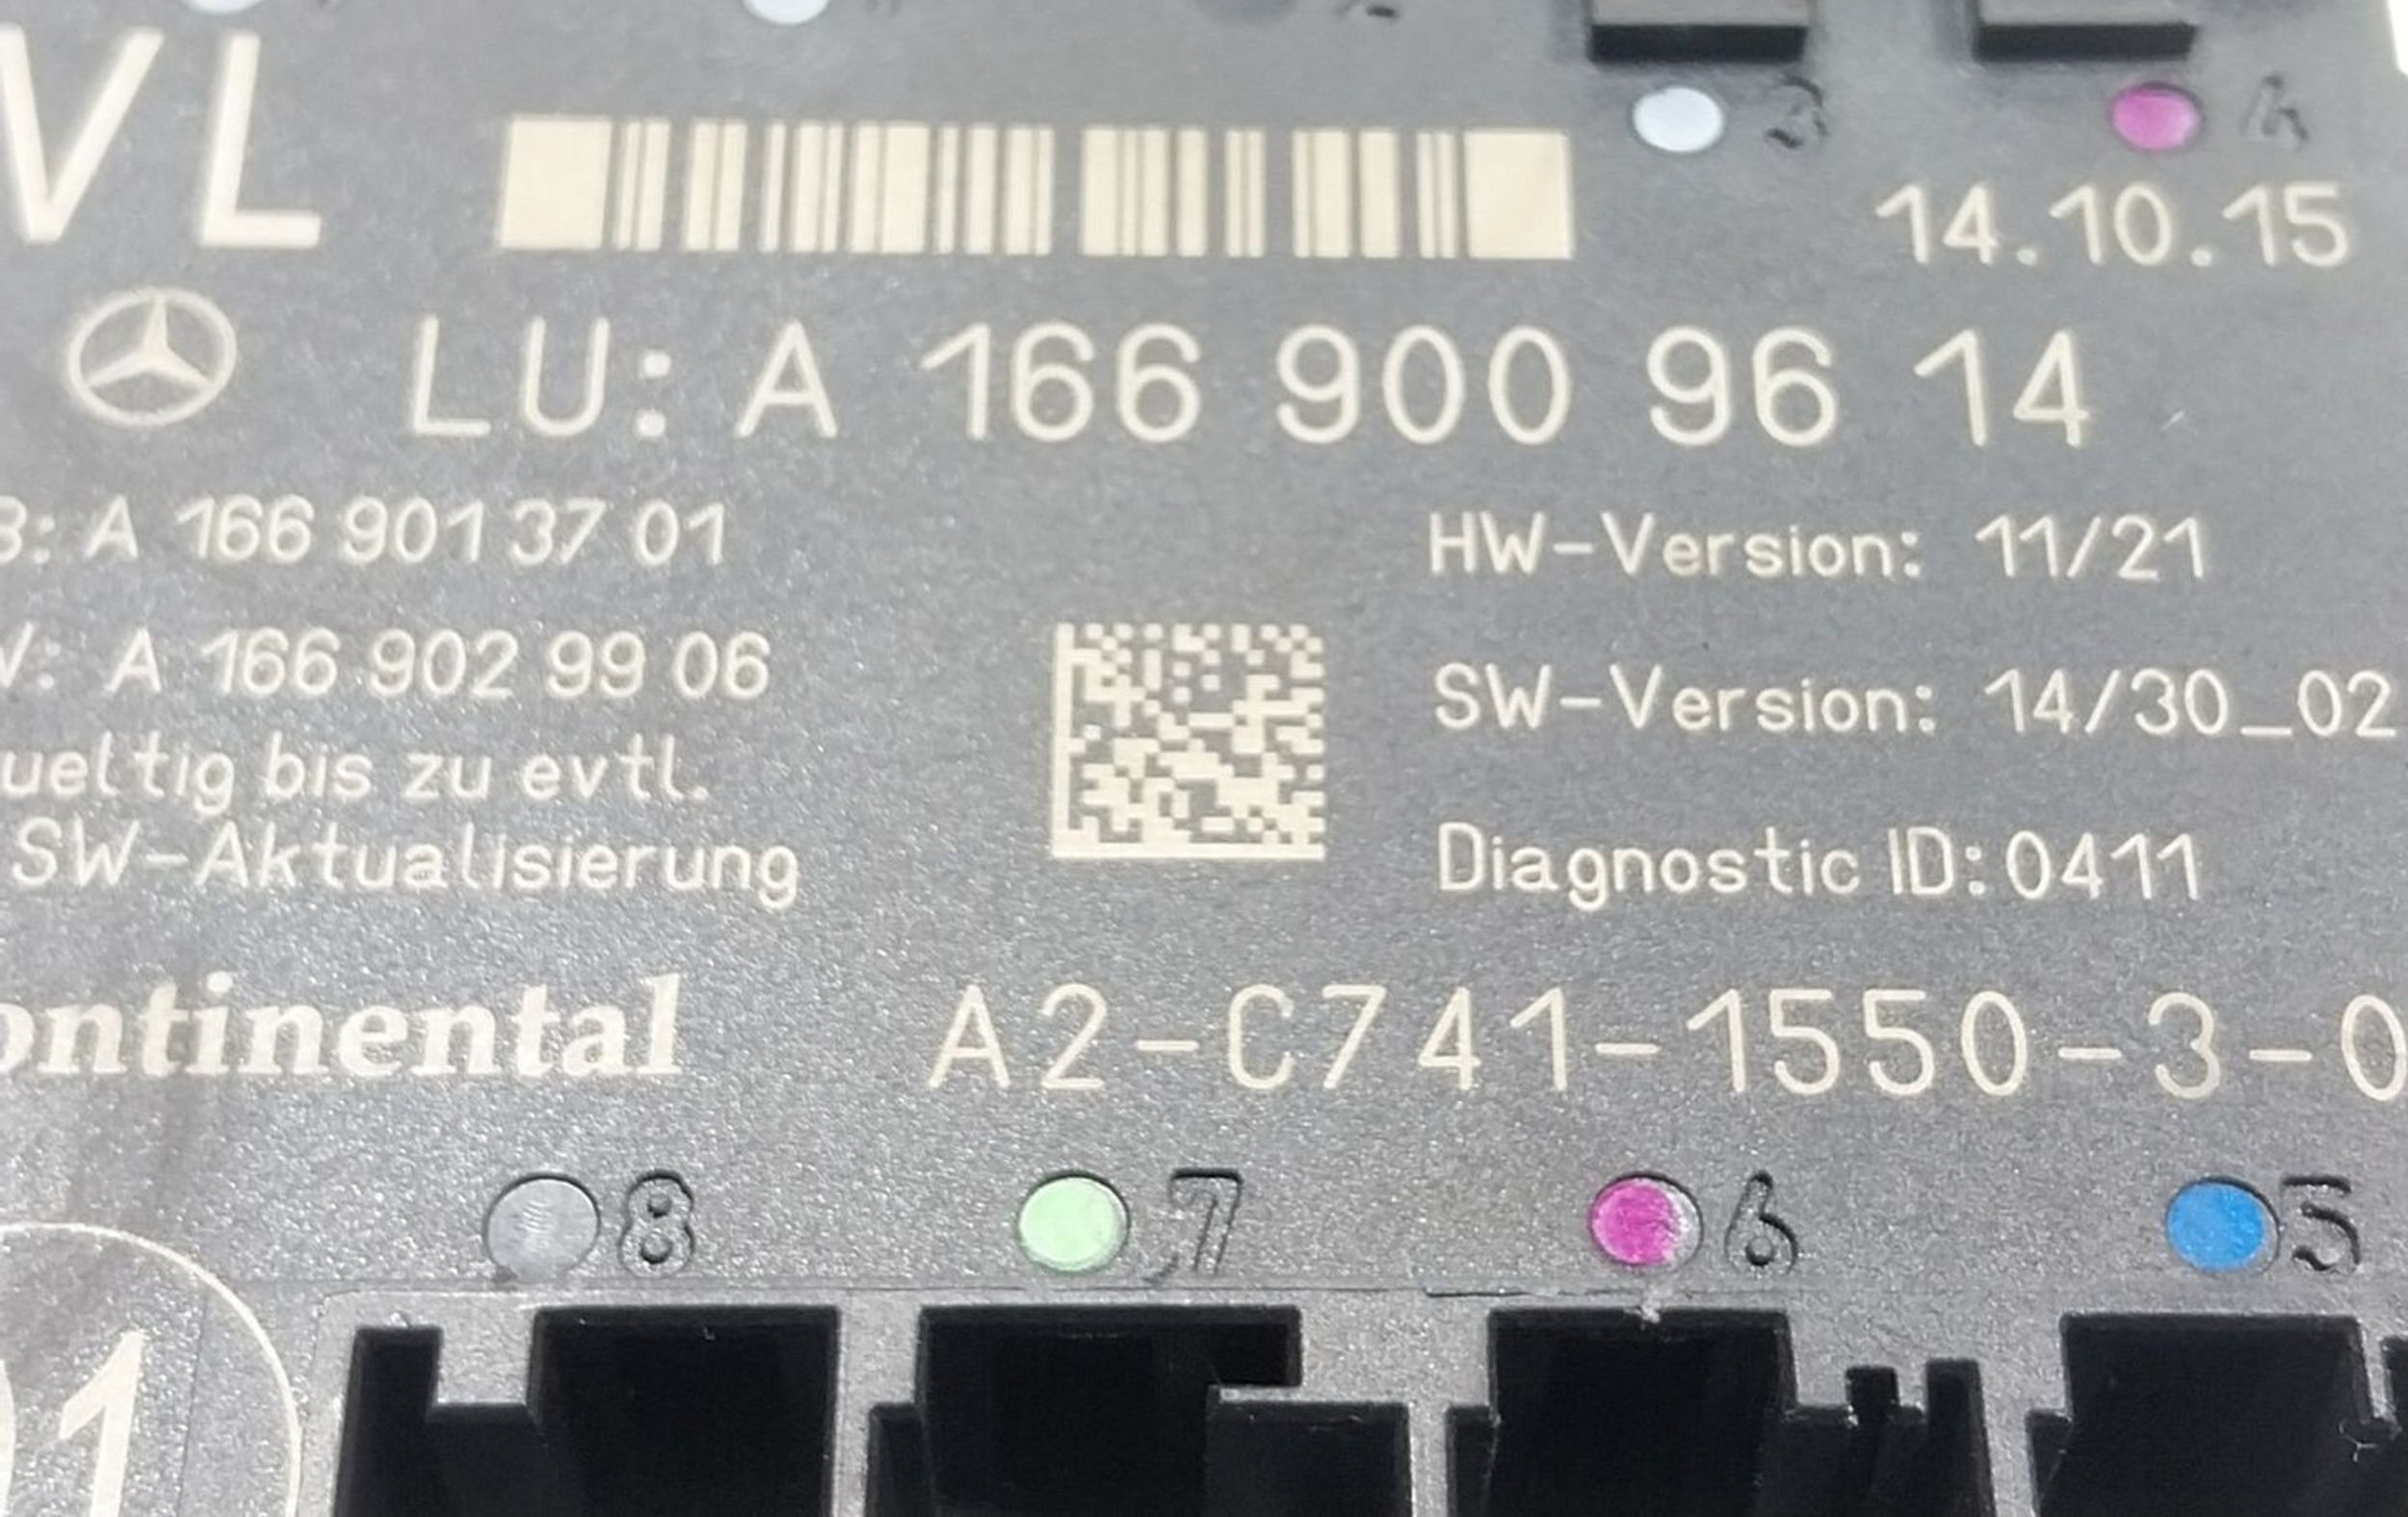 VL
3 4
14.10.15
LU: A 166 900 96 14
B: A 166 901 37 01
HW-Version: 11/21
W: A 166 902 99 06
SW-Version: 14/30_02
ueltig bis zu evtl.
SW-Aktualisierung
Diagnostic ID: 0411
ontinental
A2-C741-1550-3-0
8 7 6 5
01